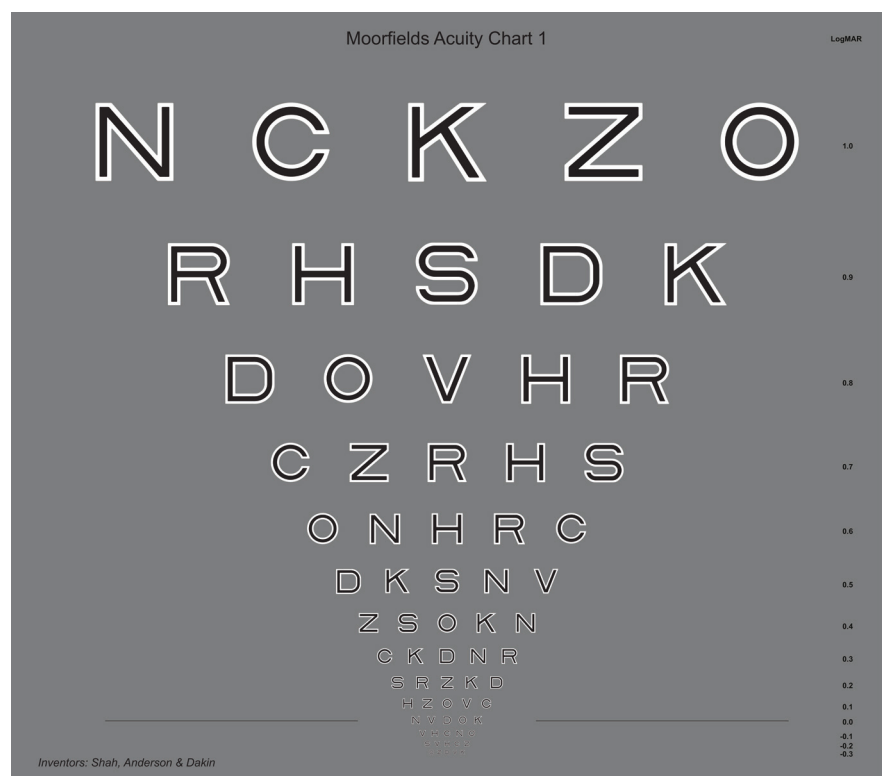 Moorfields Acuity Chart 1
LogMAR
N C K Z O 1.0
R H S D K 0.9
D O V H R 0.8
C Z R H S 0.7
O N H R C 0.6
D K S N V 0.5
Z S O K N 0.4
C K D N R 0.3
S R Z K D 0.2
H Z O V C 0.1
0.0
-0.1
-0.2
-0.3
Inventors: Shah, Anderson & Dakin